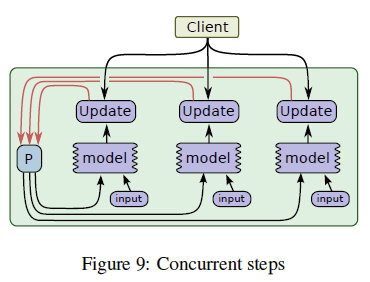 Client
Update Update Update
P model model model
input input input
Figure 9: Concurrent steps